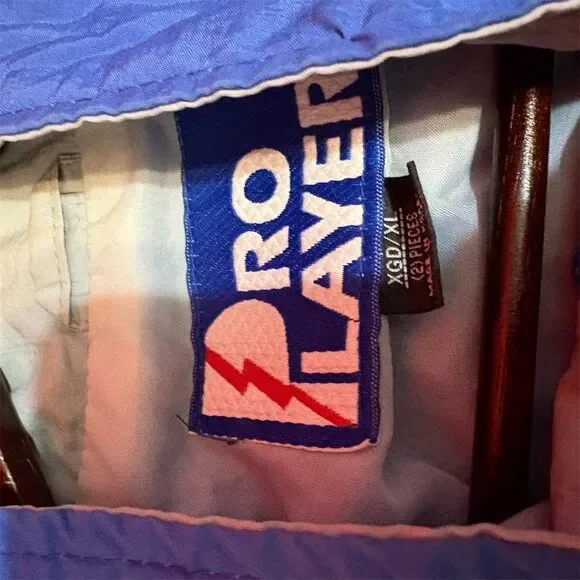 PRO
PLAYER
XGD/XL
(2) PIECES